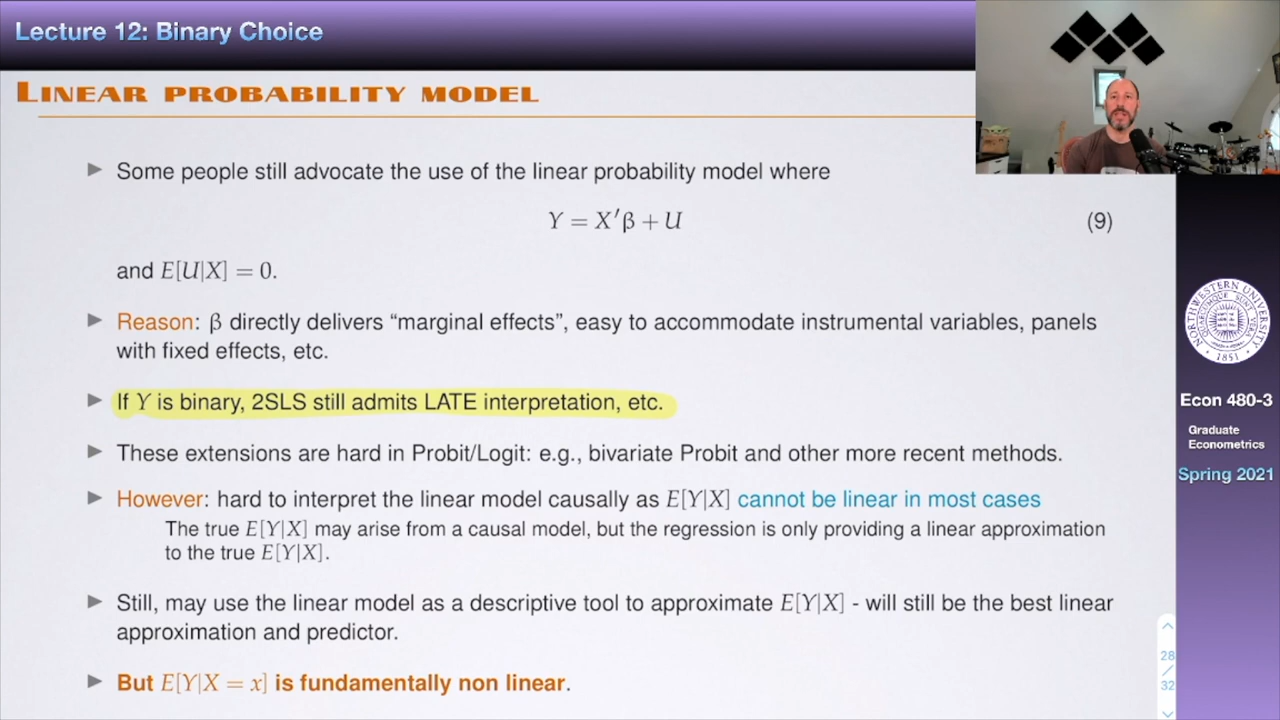 Lecture 12: Binary Choice
LINEAR PROBABILITY MODEL
▶ Some people still advocate the use of the linear probability model where
Y = X′β + U (9)
and E[U|X] = 0.
▶ Reason: β directly delivers “marginal effects”, easy to accommodate instrumental variables, panels
with fixed effects, etc.
▶ If Y is binary, 2SLS still admits LATE interpretation, etc.
▶ These extensions are hard in Probit/Logit: e.g., bivariate Probit and other more recent methods.
▶ However: hard to interpret the linear model causally as E[Y|X] cannot be linear in most cases
The true E[Y|X] may arise from a causal model, but the regression is only providing a linear approximation
to the true E[Y|X].
▶ Still, may use the linear model as a descriptive tool to approximate E[Y|X] - will still be the best linear
approximation and predictor.
▶ But E[Y|X = x] is fundamentally non linear.
NORTHWESTERN UNIVERSITY
1851
Econ 480-3
Graduate
Econometrics
Spring 2021
28
/
32